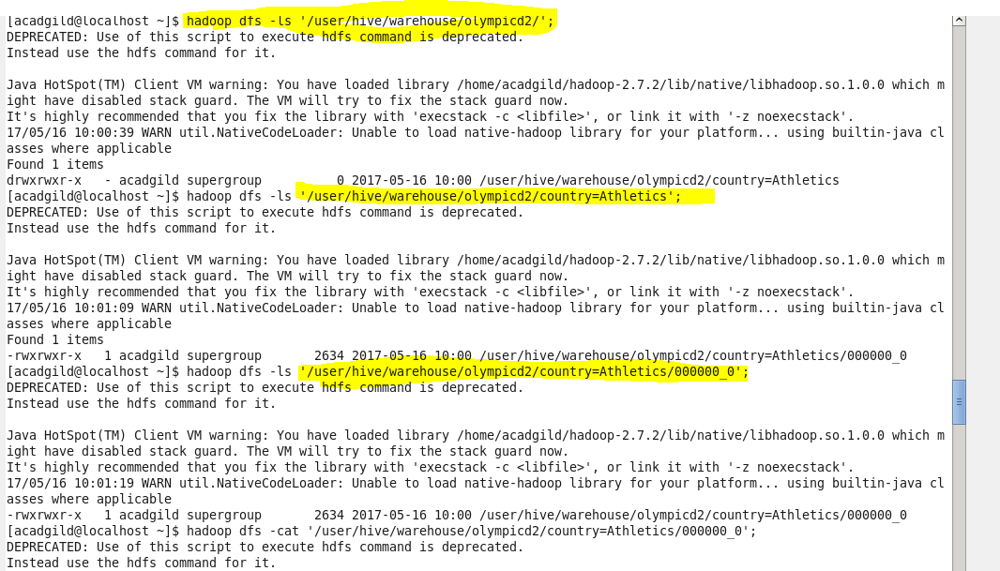 [acadgild@localhost ~]$ hadoop dfs -ls '/user/hive/warehouse/olympicd2/';
DEPRECATED: Use of this script to execute hdfs command is deprecated.
Instead use the hdfs command for it.

Java HotSpot(TM) Client VM warning: You have loaded library /home/acadgild/hadoop-2.7.2/lib/native/libhadoop.so.1.0.0 which m
ight have disabled stack guard. The VM will try to fix the stack guard now.
It's highly recommended that you fix the library with 'execstack -c <libfile>', or link it with '-z noexecstack'.
17/05/16 10:00:39 WARN util.NativeCodeLoader: Unable to load native-hadoop library for your platform... using builtin-java cl
asses where applicable
Found 1 items
drwxrwxr-x   - acadgild supergroup          0 2017-05-16 10:00 /user/hive/warehouse/olympicd2/country=Athletics
[acadgild@localhost ~]$ hadoop dfs -ls '/user/hive/warehouse/olympicd2/country=Athletics';
DEPRECATED: Use of this script to execute hdfs command is deprecated.
Instead use the hdfs command for it.

Java HotSpot(TM) Client VM warning: You have loaded library /home/acadgild/hadoop-2.7.2/lib/native/libhadoop.so.1.0.0 which m
ight have disabled stack guard. The VM will try to fix the stack guard now.
It's highly recommended that you fix the library with 'execstack -c <libfile>', or link it with '-z noexecstack'.
17/05/16 10:01:09 WARN util.NativeCodeLoader: Unable to load native-hadoop library for your platform... using builtin-java cl
asses where applicable
Found 1 items
-rwxrwxr-x   1 acadgild supergroup       2634 2017-05-16 10:00 /user/hive/warehouse/olympicd2/country=Athletics/000000_0
[acadgild@localhost ~]$ hadoop dfs -ls '/user/hive/warehouse/olympicd2/country=Athletics/000000_0';
DEPRECATED: Use of this script to execute hdfs command is deprecated.
Instead use the hdfs command for it.

Java HotSpot(TM) Client VM warning: You have loaded library /home/acadgild/hadoop-2.7.2/lib/native/libhadoop.so.1.0.0 which m
ight have disabled stack guard. The VM will try to fix the stack guard now.
It's highly recommended that you fix the library with 'execstack -c <libfile>', or link it with '-z noexecstack'.
17/05/16 10:01:19 WARN util.NativeCodeLoader: Unable to load native-hadoop library for your platform... using builtin-java cl
asses where applicable
-rwxrwxr-x   1 acadgild supergroup       2634 2017-05-16 10:00 /user/hive/warehouse/olympicd2/country=Athletics/000000_0
[acadgild@localhost ~]$ hadoop dfs -cat '/user/hive/warehouse/olympicd2/country=Athletics/000000_0';
DEPRECATED: Use of this script to execute hdfs command is deprecated.
Instead use the hdfs command for it.